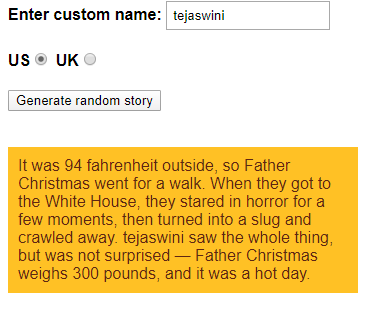 Enter custom name: tejaswini
US UK
Generate random story
It was 94 fahrenheit outside, so Father
Christmas went for a walk. When they got to
the White House, they stared in horror for a
few moments, then turned into a slug and
crawled away. tejaswini saw the whole thing,
but was not surprised — Father Christmas
weighs 300 pounds, and it was a hot day.